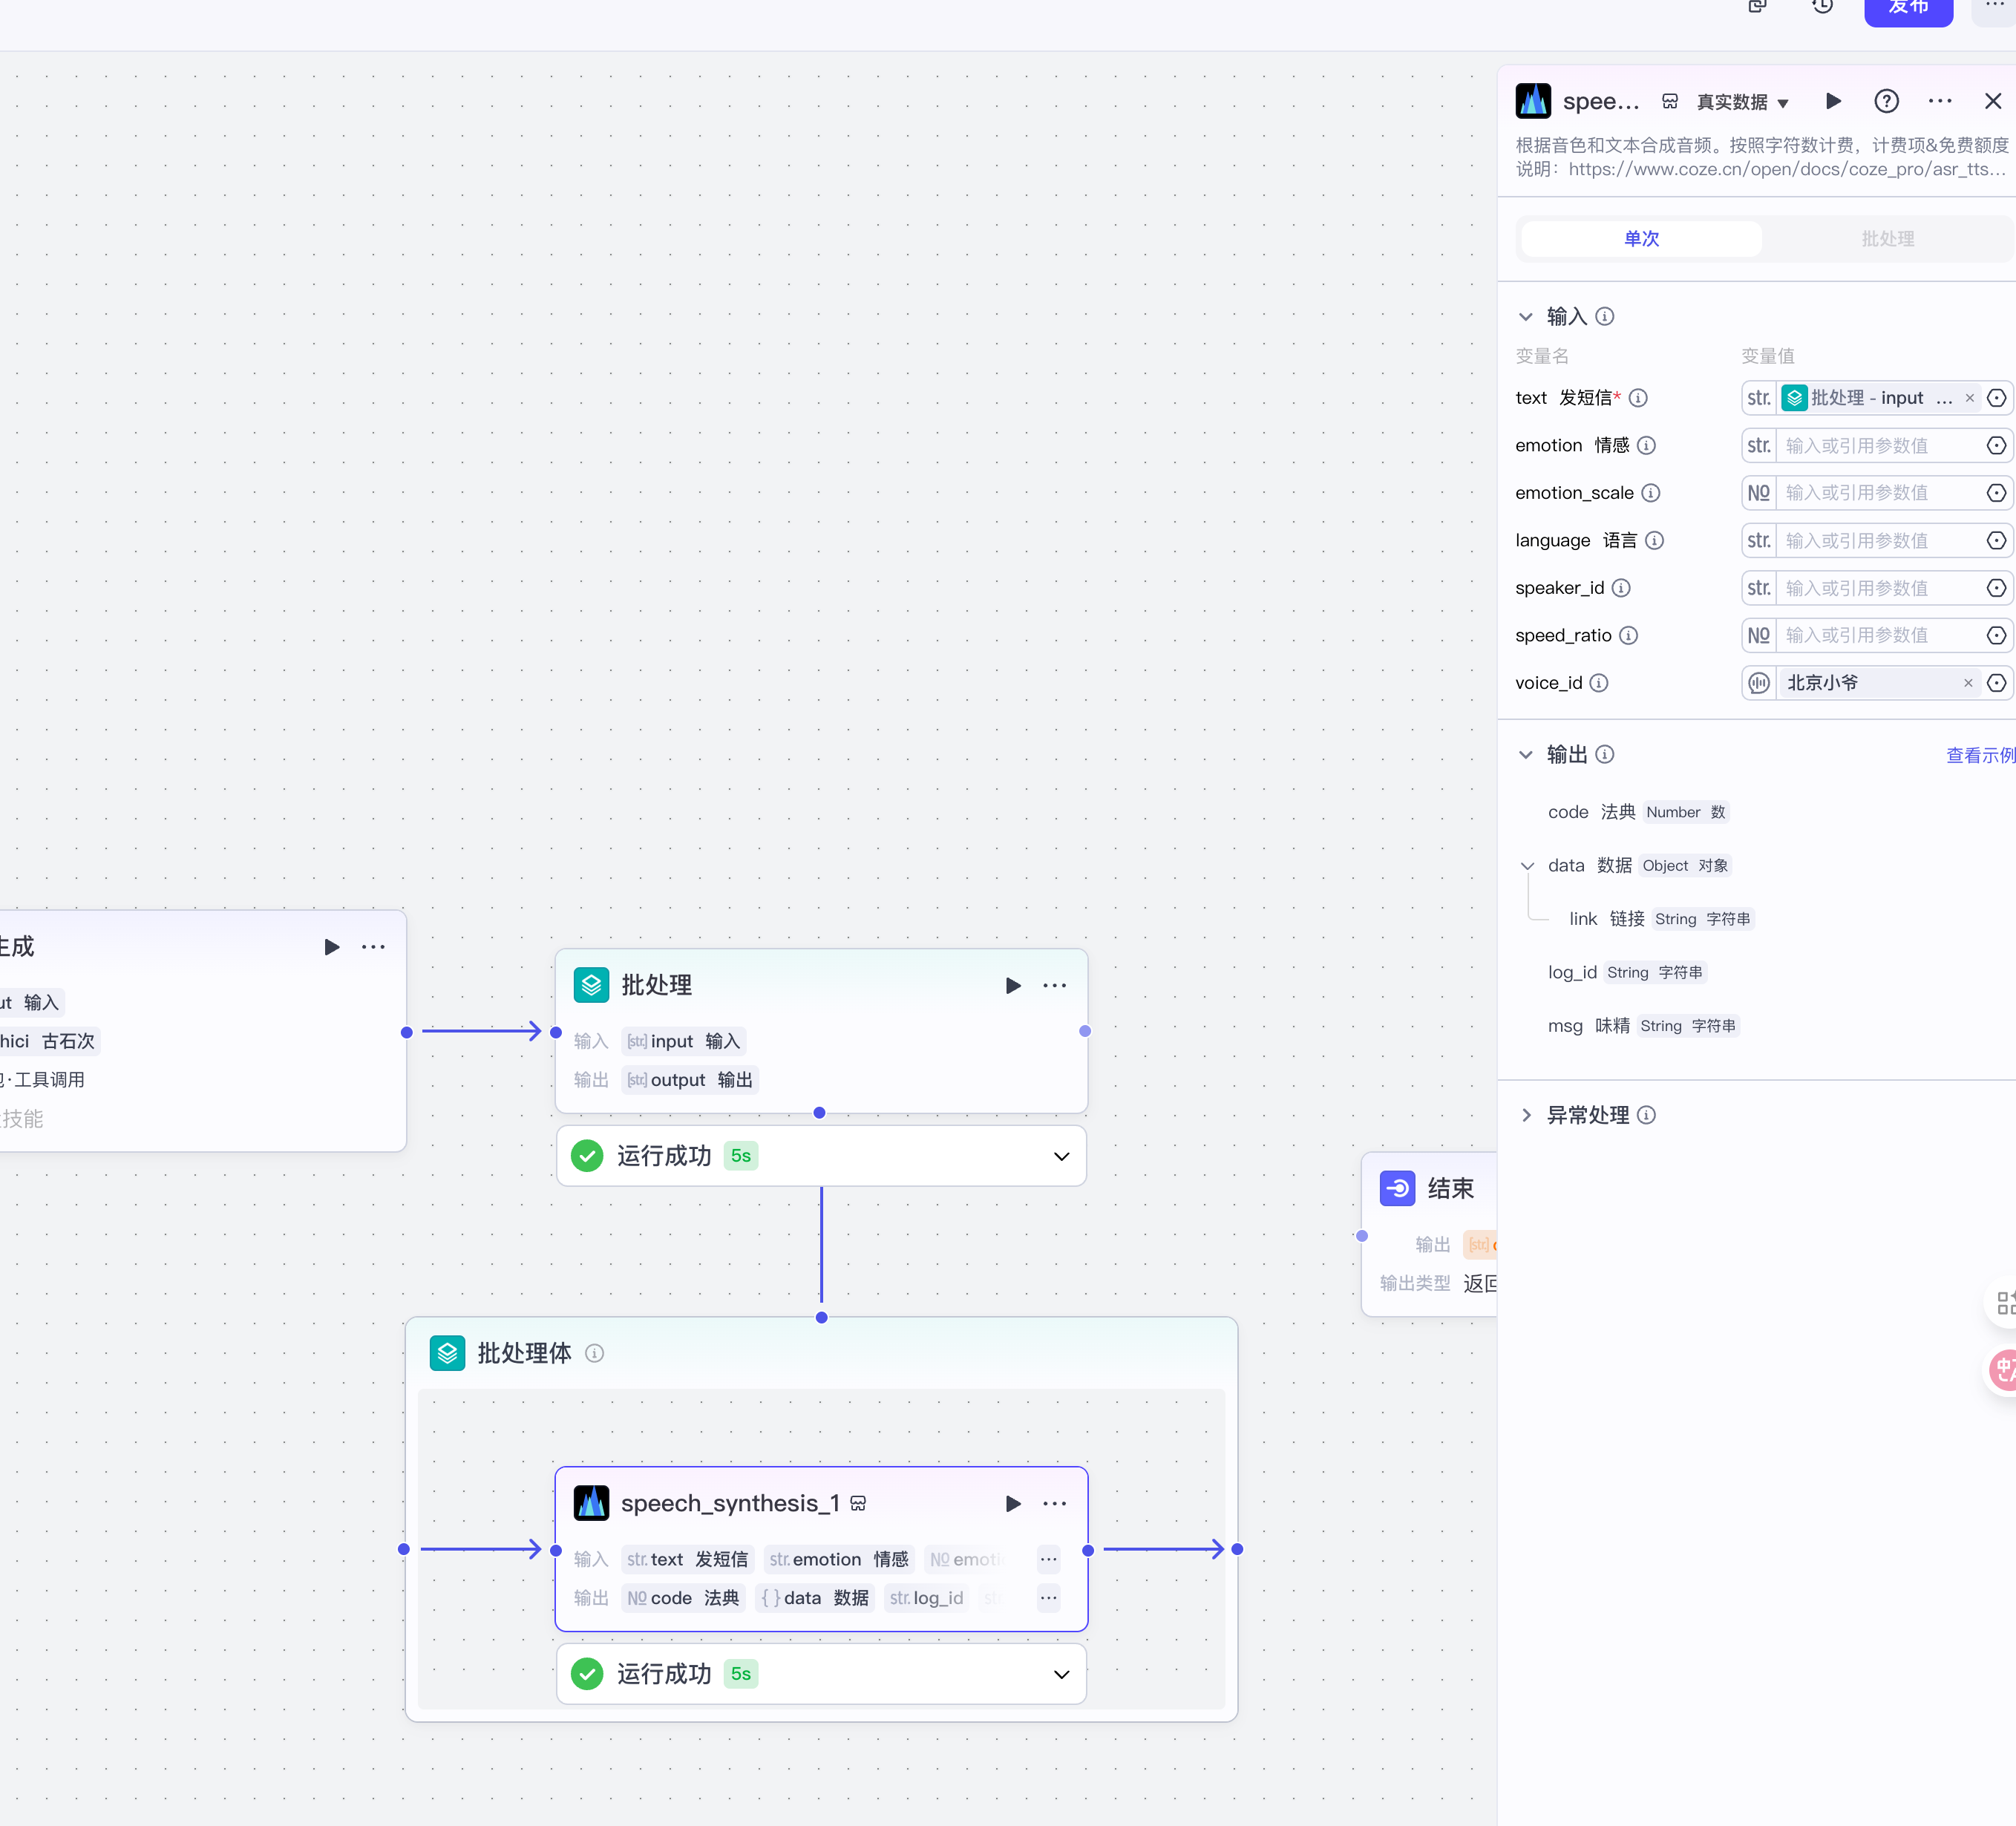 发布
spee...
真实数据
根据音色和文本合成音频。按照字符数计费，计费项&免费额度
说明：https://www.coze.cn/open/docs/coze_pro/asr_tts...
单次
批处理
输入
变量名
变量值
text 发短信*
str. 批处理 - input ...
emotion 情感
str. 输入或引用参数值
emotion_scale
NO 输入或引用参数值
language 语言
str. 输入或引用参数值
speaker_id
str. 输入或引用参数值
speed_ratio
NO 输入或引用参数值
voice_id
北京小爷
输出
查看示例
code 法典 Number 数
data 数据 Object 对象
link 链接 String 字符串
log_id String 字符串
msg 味精 String 字符串
异常处理
生成
ut 输入
hici 古石次
·工具调用
技能
批处理
输入 [str.] input 输入
输出 [str.] output 输出
运行成功 5s
结束
输出 [str.]
输出类型 返回
批处理体
speech_synthesis_1
输入 str. text 发短信 str. emotion 情感 NO emoti
输出 NO code 法典 { } data 数据 str. log_id
运行成功 5s